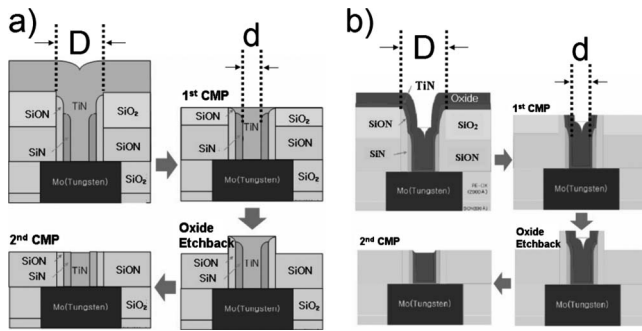 a)
D
TiN
SiON
SiO₂
SiON
SiN
Mo(Tungsten)
SiO₂
d
1st CMP
SiON
TiN
SiO₂
SiN
SiON
Mo(Tungsten)
SiO₂
2nd CMP
SiON
SiN
TiN
SiON
Mo(Tungsten)
SiO₂
Oxide
Etchback
SiON
SiN
TiN
SiON
Mo(Tungsten)
SiO₂
b)
D
TiN
Oxide
SiON
SiO₂
SiN
SiON
Mo(Tungsten)
d
1st CMP
Mo(Tungsten)
2nd CMP
Mo(Tungsten)
Oxide
Etchback
Mo(Tungsten)